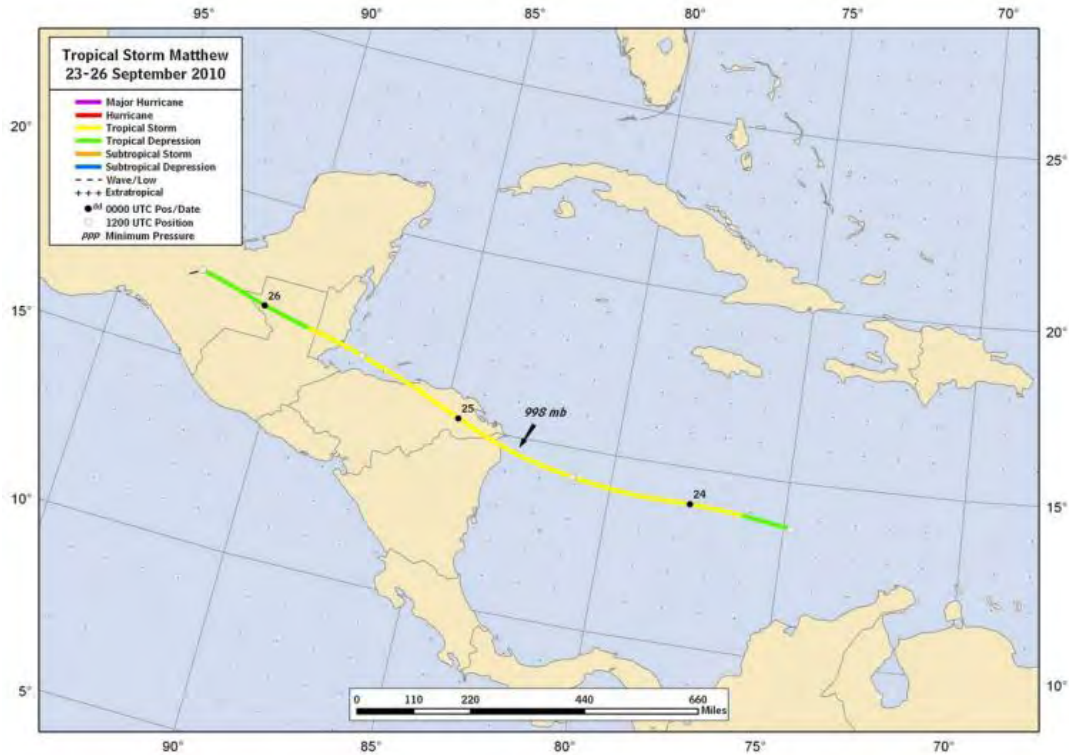 95°
90°
85°
80°
75°
70°
Tropical Storm Matthew
23-26 September 2010
Major Hurricane
Hurricane
Tropical Storm
Tropical Depression
Subtropical Storm
Subtropical Depression
Wave/Low
+++ Extratropical
dd 0000 UTC Pos/Date
1200 UTC Position
PPP Minimum Pressure
20°
25°
26
15°
20°
25
998 mb
24
10°
15°
5°
10°
0 110 220 440 660
Miles
90°
85°
80°
75°
70°